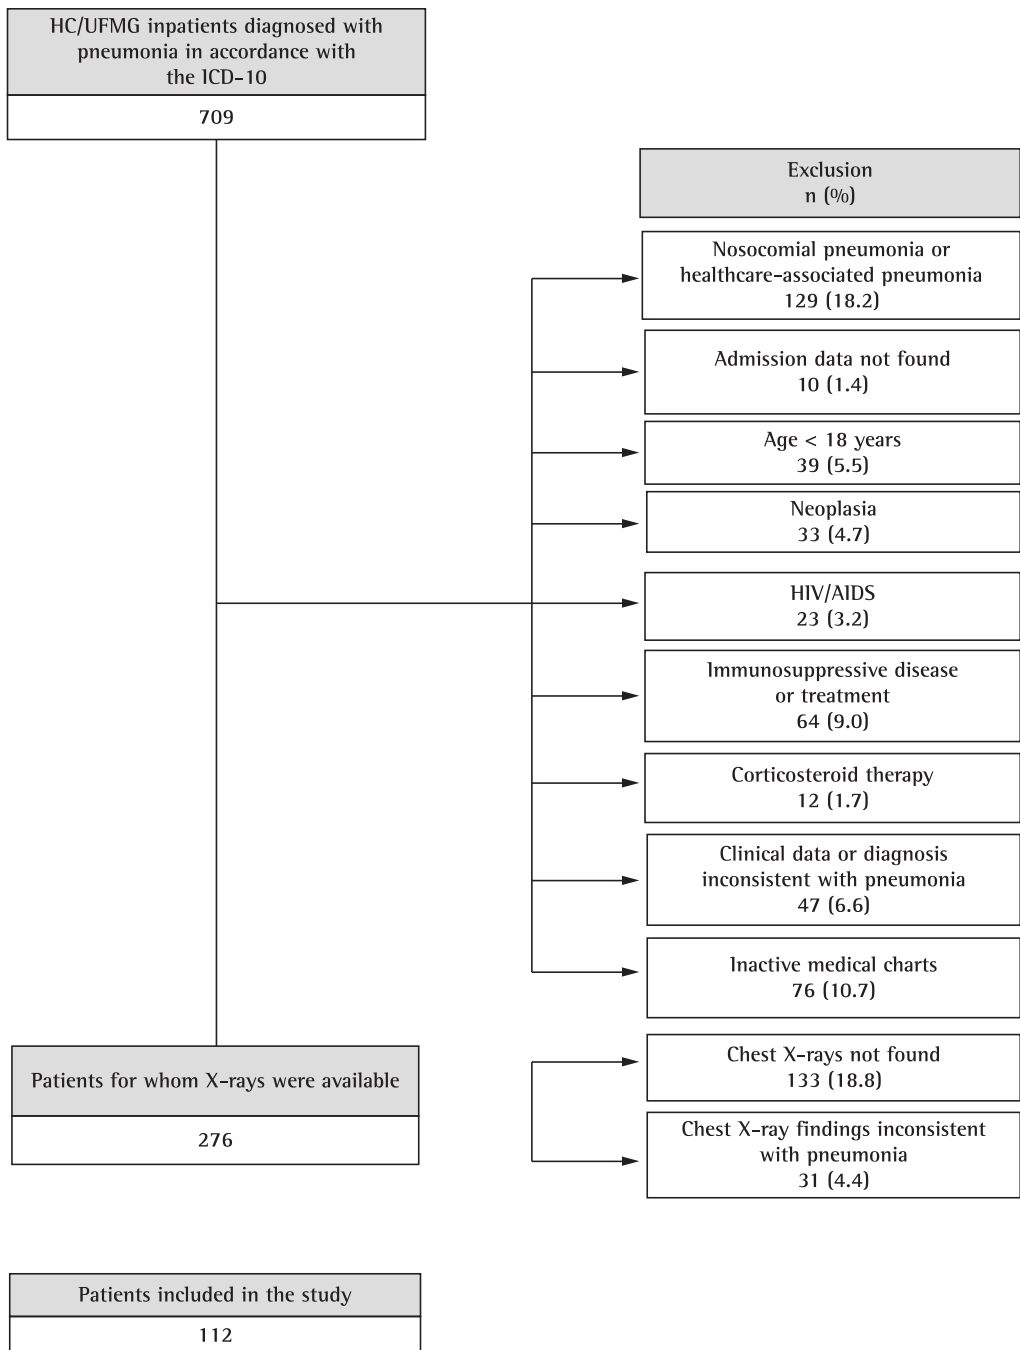 HC/UFMG inpatients diagnosed with
pneumonia in accordance with
the ICD-10
709
Exclusion
n (%)
Nosocomial pneumonia or
healthcare-associated pneumonia
129 (18.2)
Admission data not found
10 (1.4)
Age < 18 years
39 (5.5)
Neoplasia
33 (4.7)
HIV/AIDS
23 (3.2)
Immunosuppressive disease
or treatment
64 (9.0)
Corticosteroid therapy
12 (1.7)
Clinical data or diagnosis
inconsistent with pneumonia
47 (6.6)
Inactive medical charts
76 (10.7)
Patients for whom X-rays were available
276
Chest X-rays not found
133 (18.8)
Chest X-ray findings inconsistent
with pneumonia
31 (4.4)
Patients included in the study
112